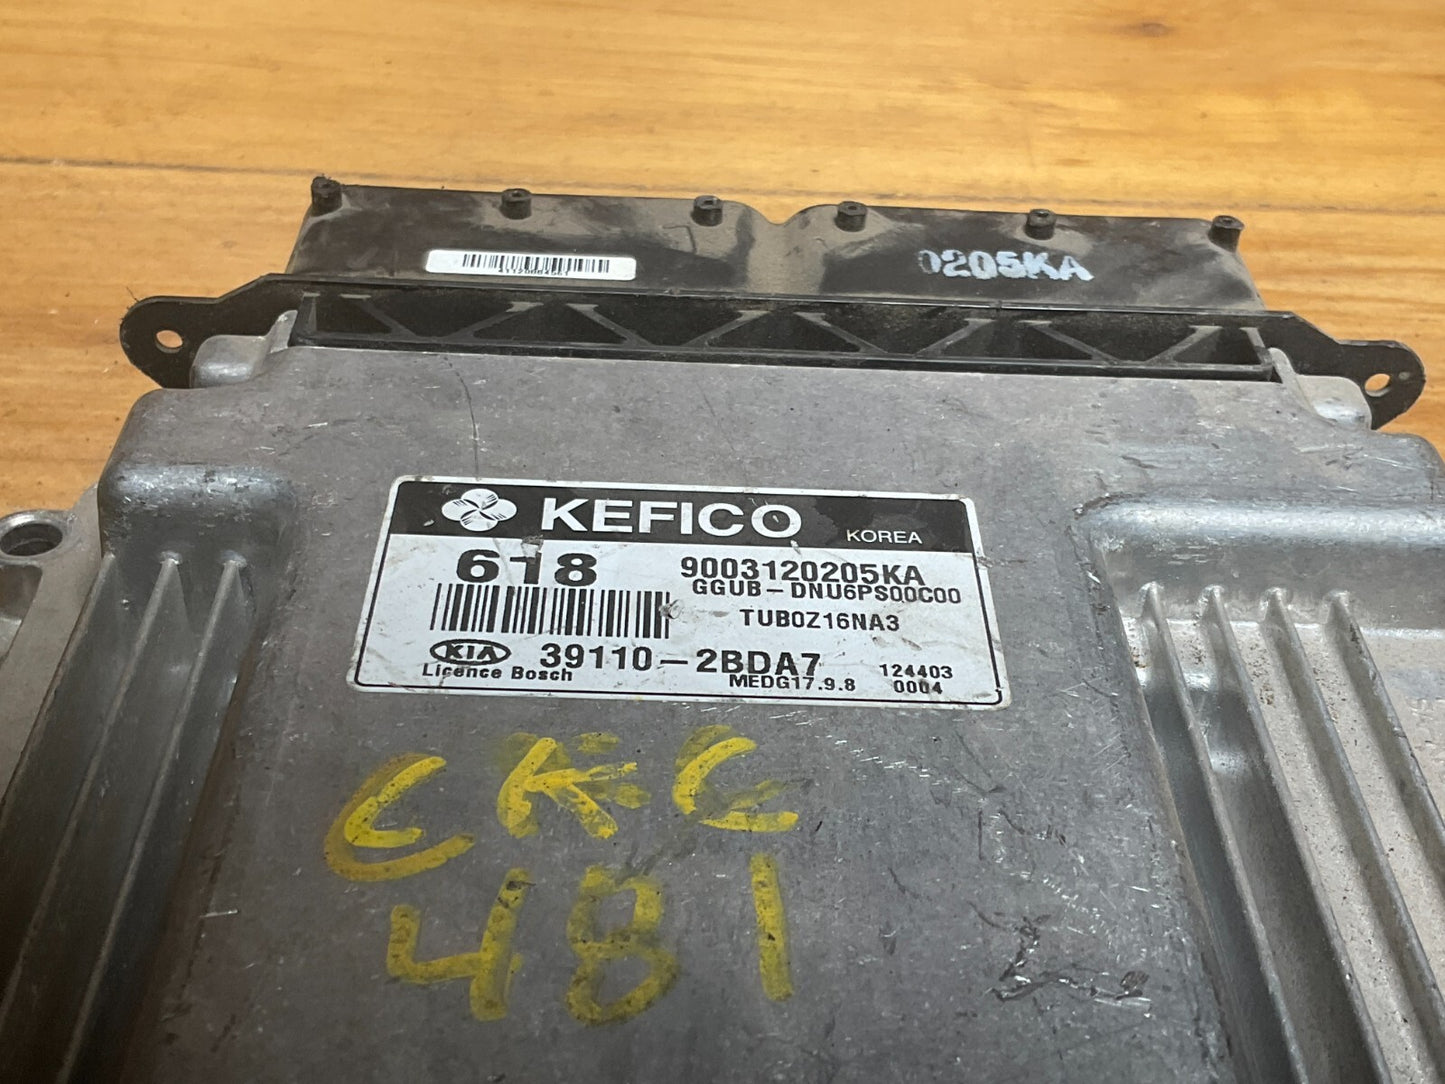 0205KA
KEFICO KOREA
618 9003120205KA
GGUB-DNU6PS00C00
TUB0Z16NA3
KIA 39110-2BDA7 124403
Licence Bosch MEDG17.9.8 0004
CKC
481